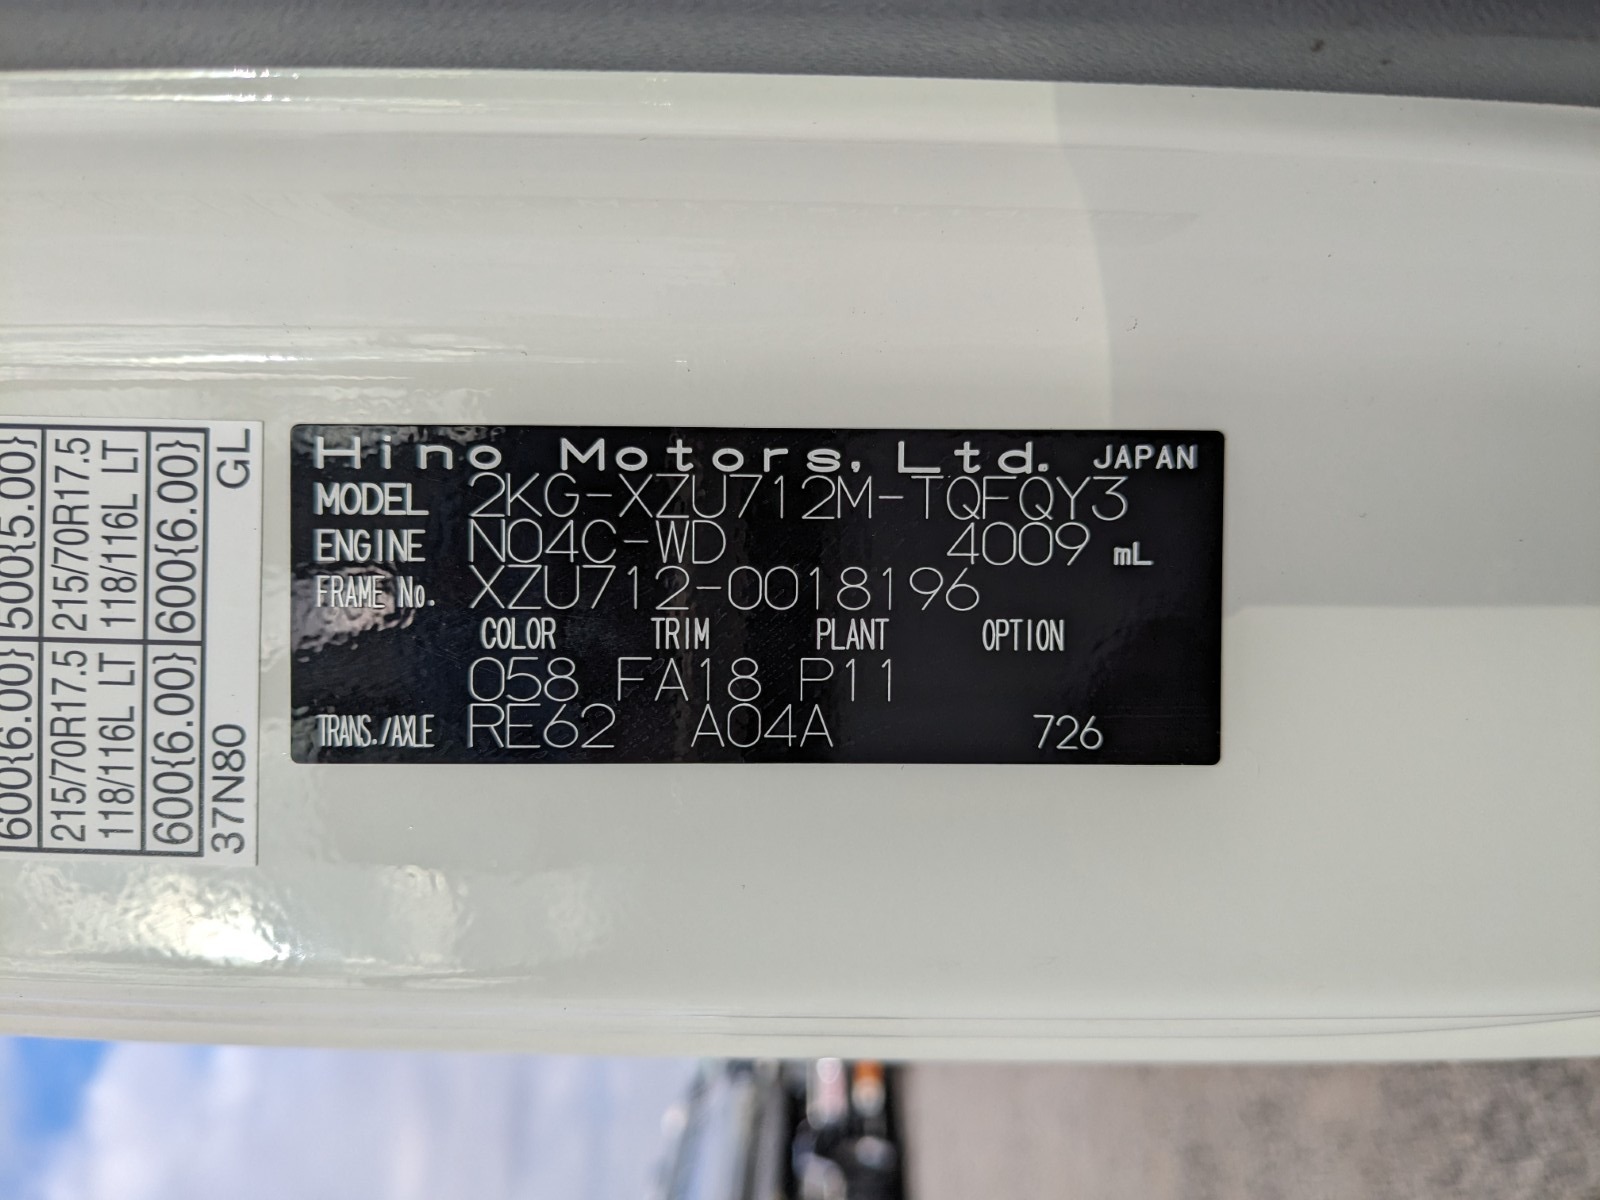 Hino Motors, Ltd. JAPAN
MODEL 2KG-XZU712M-TQFQY3
ENGINE N04C-WD 4009 mL
FRAME No. XZU712-0018196
COLOR TRIM PLANT OPTION
058 FA18 P11
TRANS./AXLE RE62 A04A 726
600{6.00} 500{5.00}
215/70R17.5 215/70R17.5
118/116L LT 118/116L LT
600{6.00} 600{6.00}
37N80 GL